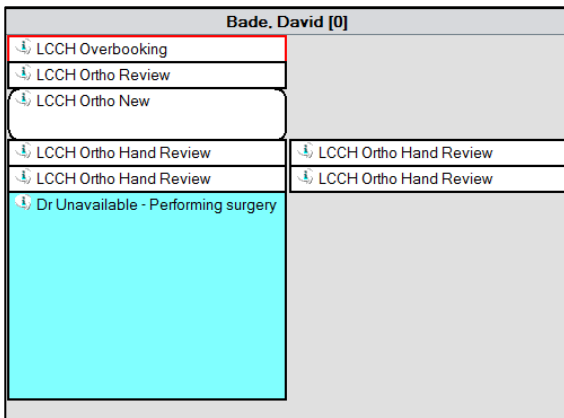 Bade, David [0]
LCCH Overbooking
LCCH Ortho Review
LCCH Ortho New
LCCH Ortho Hand Review LCCH Ortho Hand Review
LCCH Ortho Hand Review LCCH Ortho Hand Review
Dr Unavailable - Performing surgery